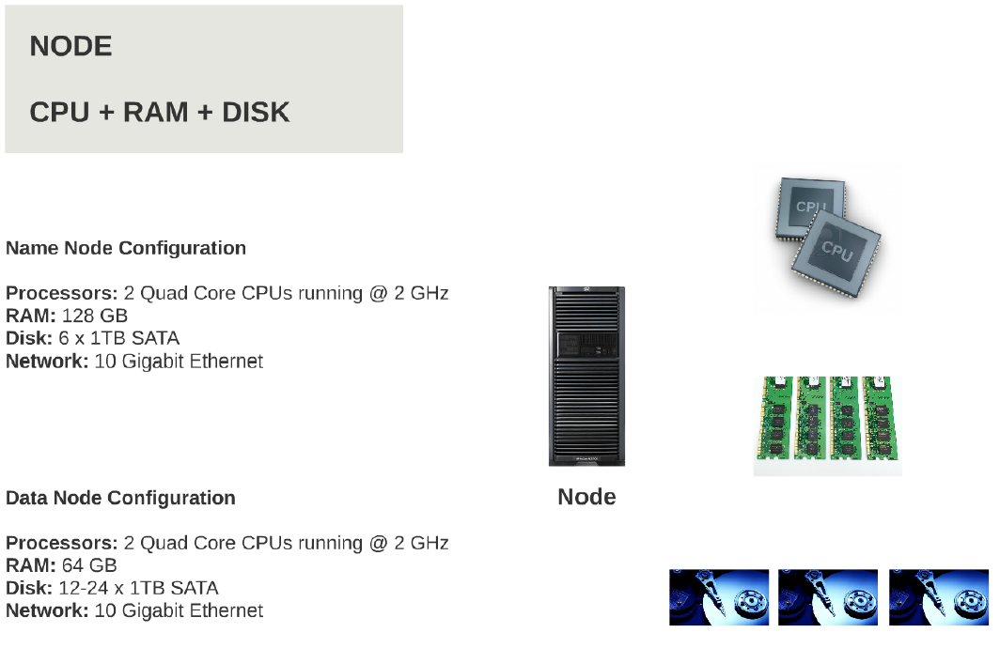 NODE
CPU + RAM + DISK
CPU
CPU
Name Node Configuration
Processors: 2 Quad Core CPUs running @ 2 GHz
RAM: 128 GB
Disk: 6 x 1TB SATA
Network: 10 Gigabit Ethernet
Node
Data Node Configuration
Processors: 2 Quad Core CPUs running @ 2 GHz
RAM: 64 GB
Disk: 12-24 x 1TB SATA
Network: 10 Gigabit Ethernet